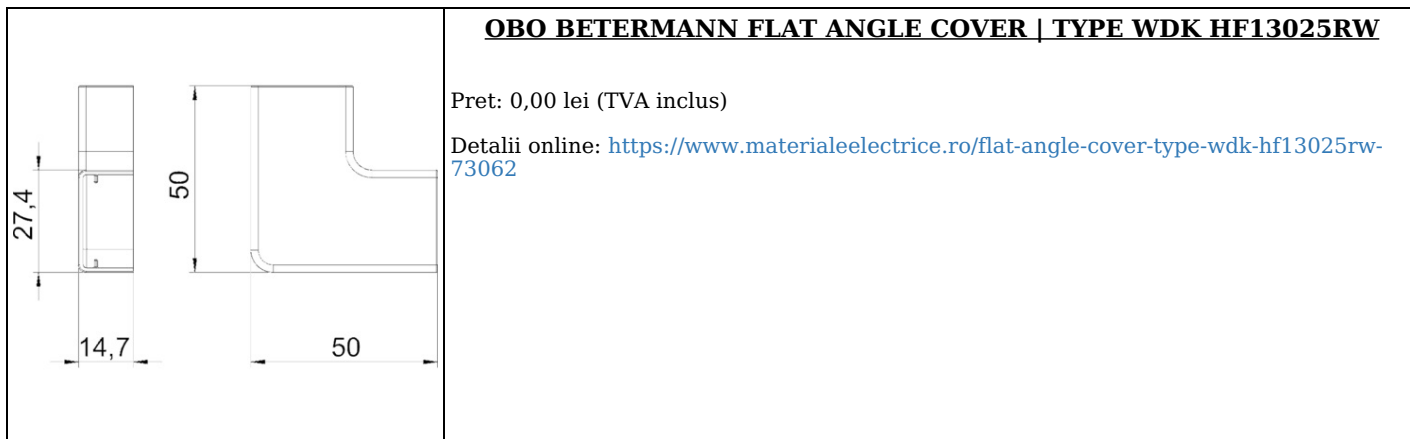 OBO BETERMANN FLAT ANGLE COVER | TYPE WDK HF13025RW
Pret: 0,00 lei (TVA inclus)
Detalii online: https://www.materialeelectrice.ro/flat-angle-cover-type-wdk-hf13025rw-
73062
50
27,4
14,7
50